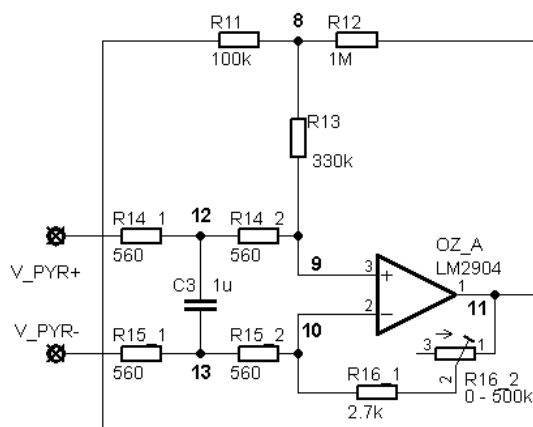 8
R11
R12
100k
1M
R13
330k
R14_1
12
R14_2
560
560
V_PYR+
9
OZ_A
LM2904
3
+
1
C3
1u
2
−
11
V_PYR-
R15_1
R15_2
10
560
13
560
3
1
2
R16_1
R16_2
2.7k
0 - 500k